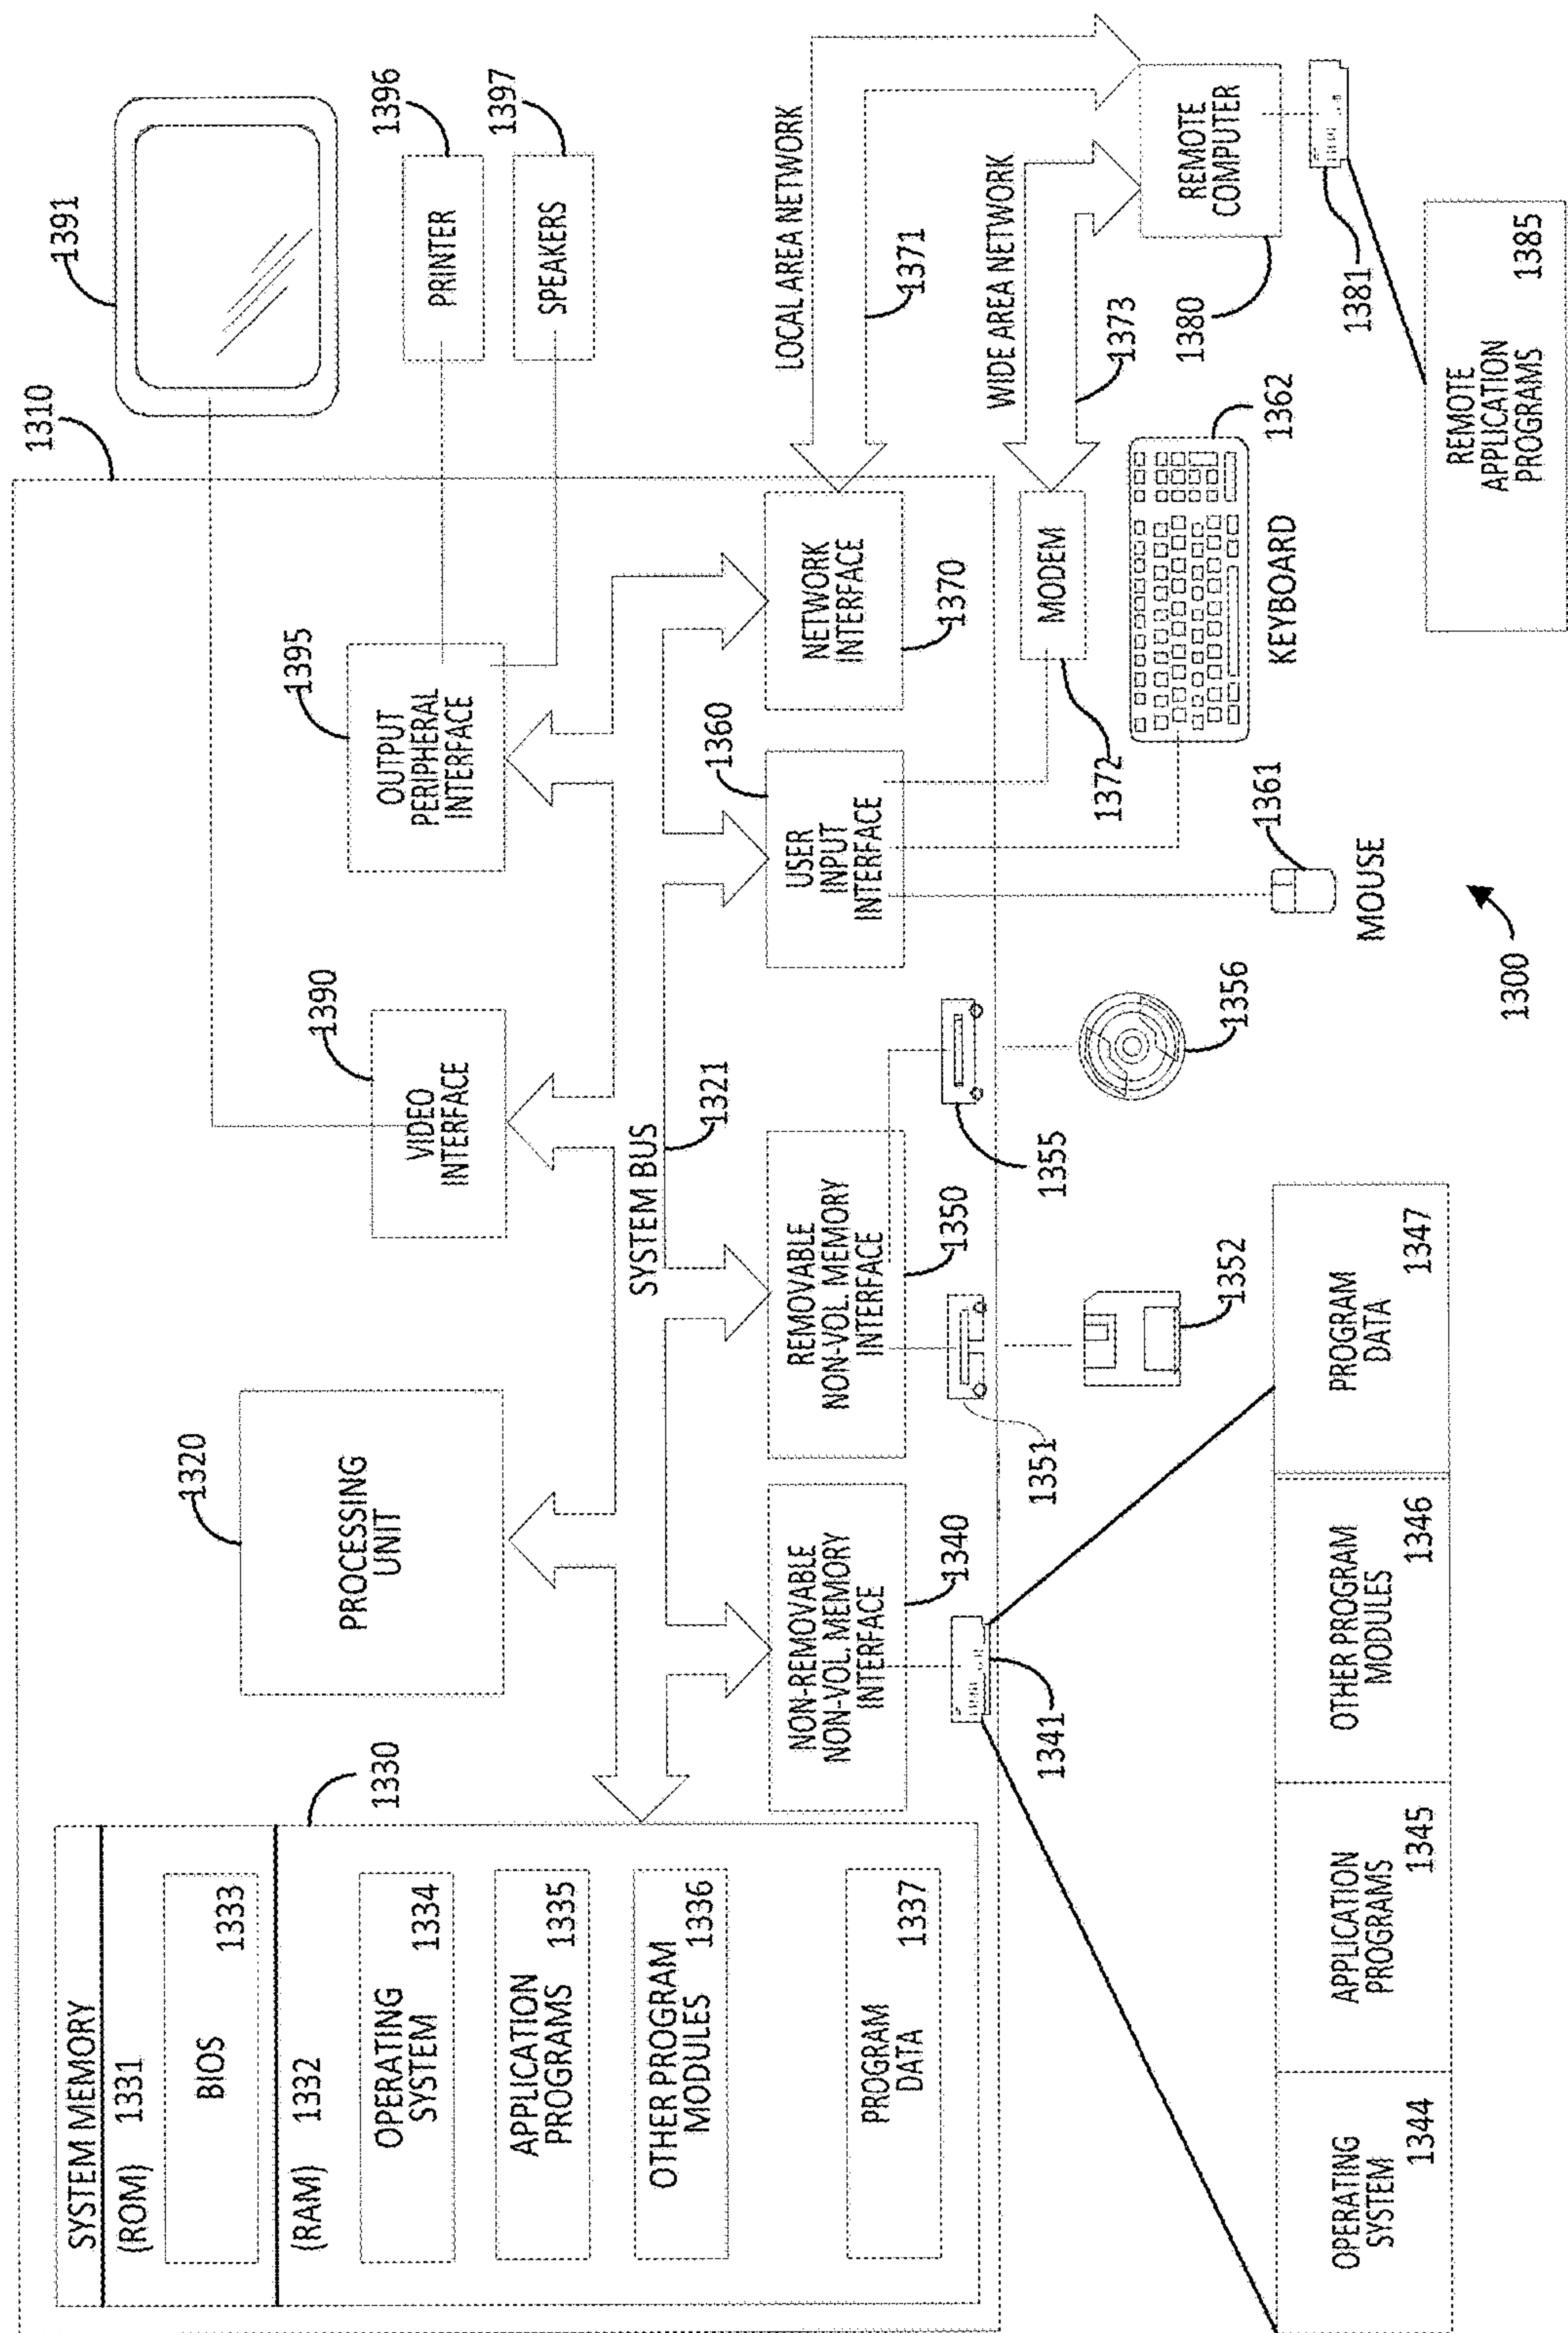 SYSTEM MEMORY
(ROM) 1331
BIOS
1333
(RAM) 1332
OPERATING
SYSTEM
1334
APPLICATION
PROGRAMS
1335
OTHER PROGRAM
MODULES
1336
PROGRAM
DATA
1337
1330
1320
PROCESSING
UNIT
1390
VIDEO
INTERFACE
1395
OUTPUT
PERIPHERAL
INTERFACE
1310
1391
1396
PRINTER
1397
SPEAKERS
SYSTEM BUS
1321
NON-REMOVABLE
NON-VOL. MEMORY
INTERFACE
1340
REMOVABLE
NON-VOL. MEMORY
INTERFACE
1350
1360
USER
INPUT
INTERFACE
NETWORK
INTERFACE
1370
LOCAL AREA NETWORK
1371
WIDE AREA NETWORK
1373
1341
1351
1355
1352
1356
MODEM
1372
1361
MOUSE
1362
KEYBOARD
REMOTE
COMPUTER
1380
1381
REMOTE
APPLICATION
PROGRAMS
1385
OPERATING
SYSTEM
1344
APPLICATION
PROGRAMS
1345
OTHER PROGRAM
MODULES
1346
PROGRAM
DATA
1347
1300